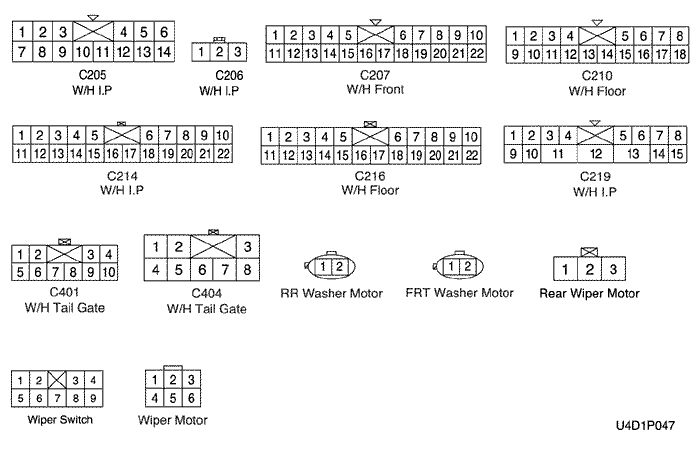 1 2 3 4 5 6
7 8 9 10 11 12 13 14
C205
W/H I.P
1 2 3
C206
W/H I.P
1 2 3 4 5 6 7 8 9 10
11 12 13 14 15 16 17 18 19 20 21 22
C207
W/H Front
1 2 3 4 5 6 7 8
9 10 11 12 13 14 15 16 17 18
C210
W/H Floor
1 2 3 4 5 6 7 8 9 10
11 12 13 14 15 16 17 18 19 20 21 22
C214
W/H I.P
1 2 3 4 5 6 7 8 9 10
11 12 13 14 15 16 17 18 19 20 21 22
C216
W/H Floor
1 2 3 4 5 6 7 8
9 10 11 12 13 14 15
C219
W/H I.P
1 2 3 4
5 6 7 8 9 10
C401
W/H Tail Gate
1 2 3
4 5 6 7 8
C404
W/H Tail Gate
1 2
RR Washer Motor
1 2
FRT Washer Motor
1 2 3
Rear Wiper Motor
1 2 3 4
5 6 7 8 9
Wiper Switch
1 2 3
4 5 6
Wiper Motor
U4D1P047